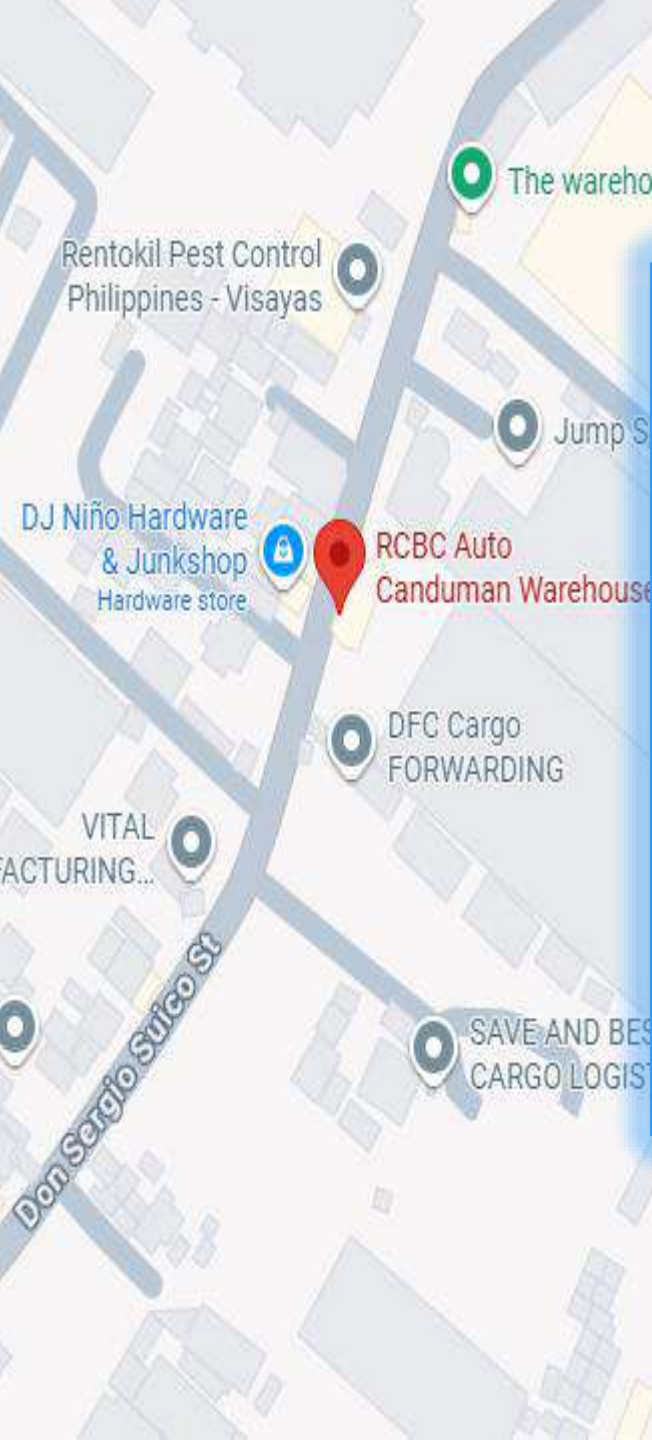 The wareho
Rentokil Pest Control
Philippines - Visayas
Jump S
DJ Niño Hardware
& Junkshop
Hardware store
RCBC Auto
Canduman Warehouse
DFC Cargo
FORWARDING
VITAL
FACTURING...
SAVE AND BES
CARGO LOGIST
Don Sergio Suico St